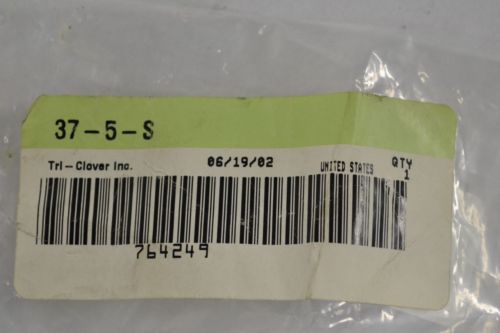 37-5-S
Tri-Clover Inc. 06/19/02 UNITED STATES QTY
1
764249